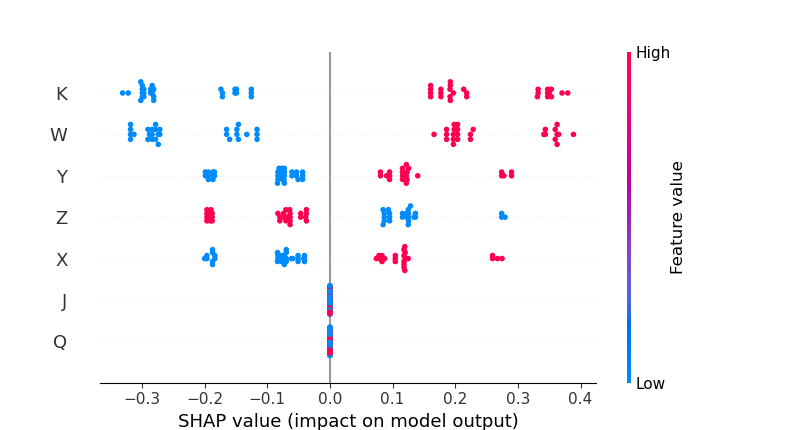 High
K
W
Y
Z
X
J
Q
Feature value
Low
−0.3 −0.2 −0.1 0.0 0.1 0.2 0.3 0.4
SHAP value (impact on model output)